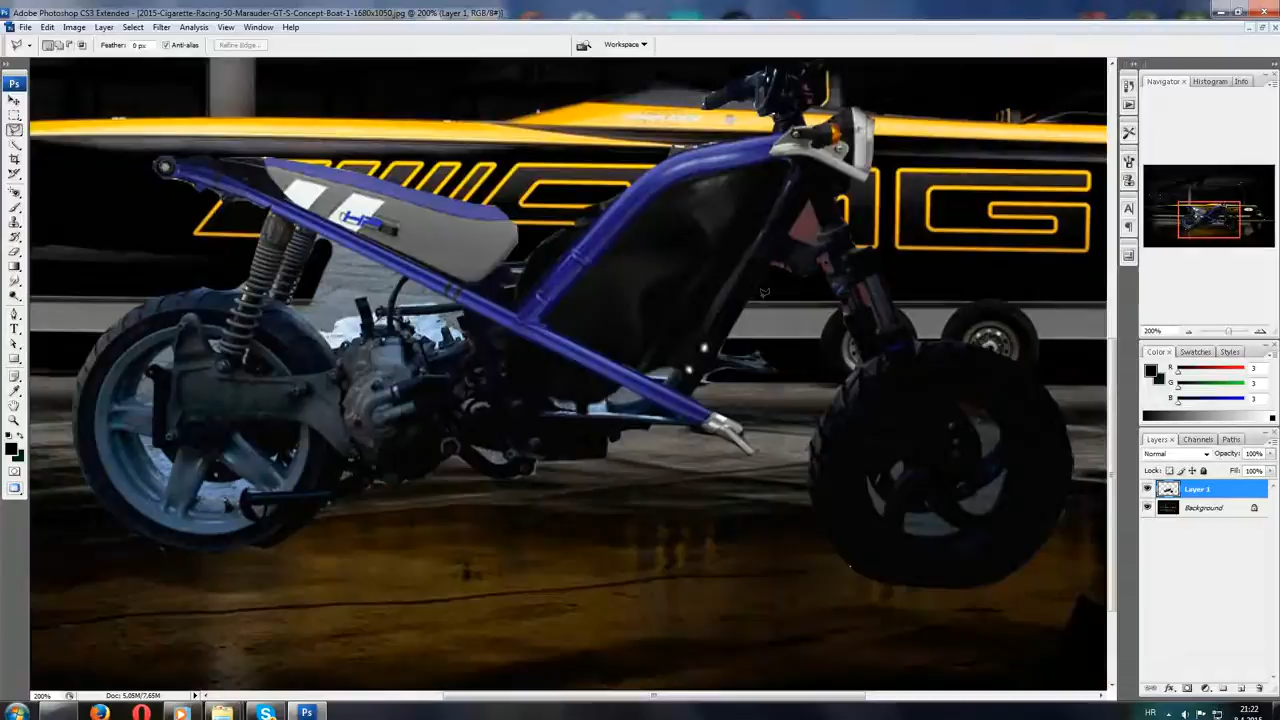 Adobe Photoshop CS3 Extended - [2015-Cigarette-Racing-50-Marauder-GT-S-Concept-Boat-1-1680x1050.jpg @ 200% (Layer 1, RGB/8#)]
File Edit Image Layer Select Filter Analysis View Window Help
Feather: 0 px Anti-alias Refine Edge... Workspace
Ps
Navigator × Histogram Info
200%
Color × Swatches Styles
R 3
G 3
B 3
Layers × Channels Paths
Normal Opacity: 100%
Lock: Fill: 100%
Layer 1
Background
200% Doc: 5,05M/7,65M
HR 21:22